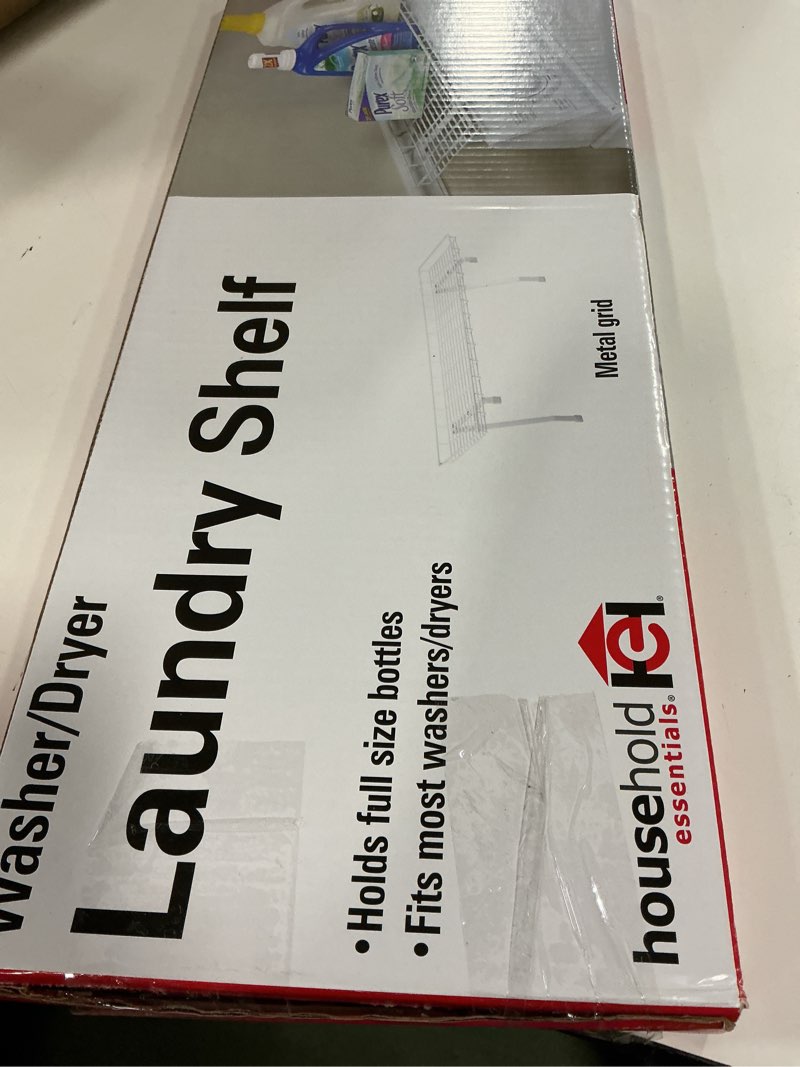 Washer/Dryer
Laundry Shelf
• Holds full size bottles
• Fits most washers/dryers
Metal grid
household
essentials®
Purex
Soft